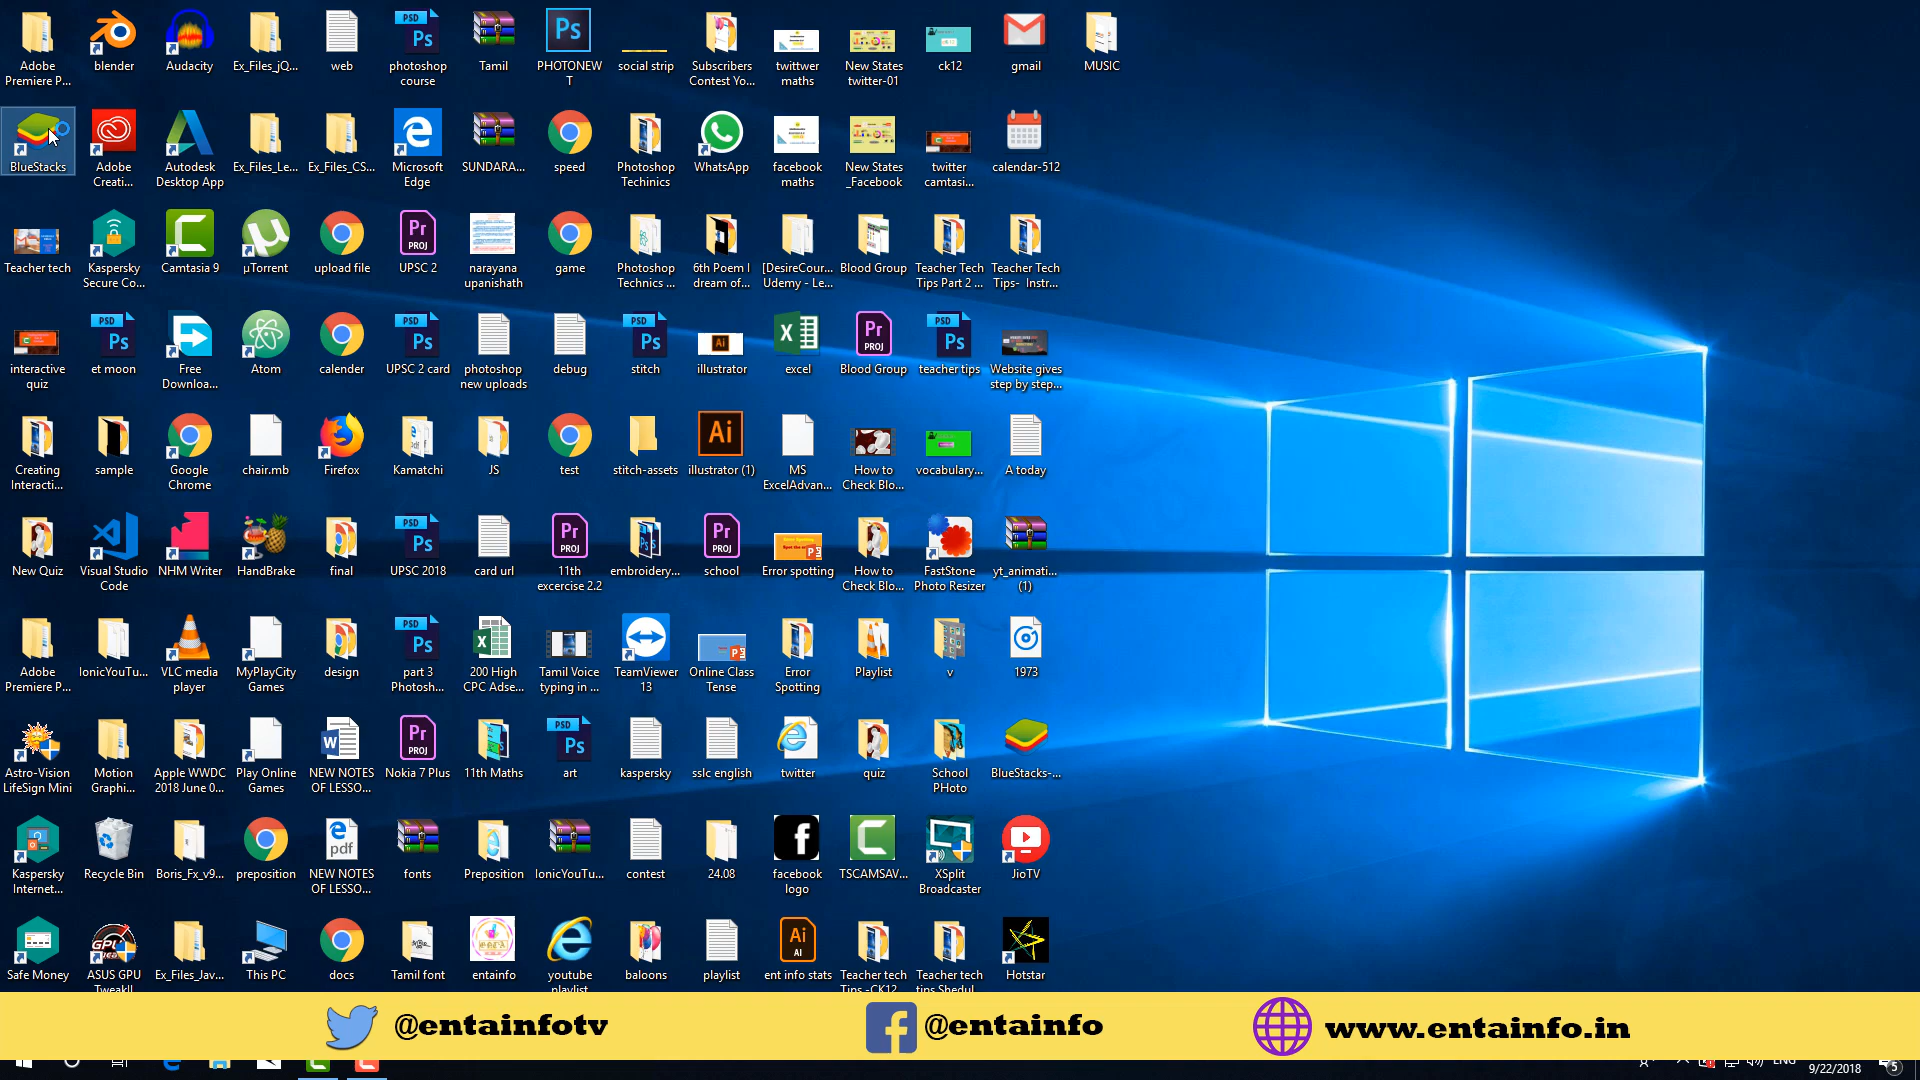 Adobe
Premiere P...
blender
Audacity
Ex_Files_jQ...
web
photoshop
course
Tamil
PHOTONEW
T
social strip
Subscribers
Contest Yo...
twittwer
maths
New States
twitter-01
ck12
gmail
MUSIC
BlueStacks
Adobe
Creati...
Autodesk
Desktop App
Ex_Files_Le...
Ex_Files_CS...
Microsoft
Edge
SUNDARA...
speed
Photoshop
Techinics
WhatsApp
facebook
maths
New States
_Facebook
twitter
camtasi...
calendar-512
Teacher tech
Kaspersky
Secure Co...
Camtasia 9
µTorrent
upload file
UPSC 2
narayana
upanishath
game
Photoshop
Technics ...
6th Poem I
dream of...
[DesireCour...
Udemy - Le...
Blood Group
Teacher Tech
Tips Part 2 ...
Teacher Tech
Tips- Instr...
interactive
quiz
et moon
Free
Downloa...
Atom
calender
UPSC 2 card
photoshop
new uploads
debug
stitch
illustrator
excel
Blood Group
teacher tips
Website gives
step by step...
Creating
Interacti...
sample
Google
Chrome
chair.mb
Firefox
Kamatchi
JS
test
stitch-assets
illustrator (1)
MS
ExcelAdvan...
How to
Check Blo...
vocabulary...
A today
New Quiz
Visual Studio
Code
NHM Writer
HandBrake
final
UPSC 2018
card url
11th
excercise 2.2
embroidery...
school
Error spotting
How to
Check Blo...
FastStone
Photo Resizer
yt_animati...
(1)
Adobe
Premiere P...
IonicYouTu...
VLC media
player
MyPlayCity
Games
design
part 3
Photosh...
200 High
CPC Adse...
Tamil Voice
typing in ...
TeamViewer
13
Online Class
Tense
Error
Spotting
Playlist
v
1973
Astro-Vision
LifeSign Mini
Motion
Graphi...
Apple WWDC
2018 June 0...
Play Online
Games
NEW NOTES
OF LESSO...
Nokia 7 Plus
11th Maths
art
kaspersky
sslc english
twitter
quiz
School
PHoto
BlueStacks-...
Kaspersky
Internet...
Recycle Bin
Boris_Fx_v9...
preposition
NEW NOTES
OF LESSO...
fonts
Preposition
IonicYouTu...
contest
24.08
facebook
logo
TSCAMSAV...
XSplit
Broadcaster
JioTV
Safe Money
ASUS GPU
TweakII
Ex_Files_Jav...
This PC
docs
Tamil font
entainfo
youtube
playlist
baloons
playlist
ent info stats
Teacher tech
Tips -CK12
Teacher tech
tips Shedul
Hotstar
@entainfotv
@entainfo
www.entainfo.in
ENG
9/22/2018
5